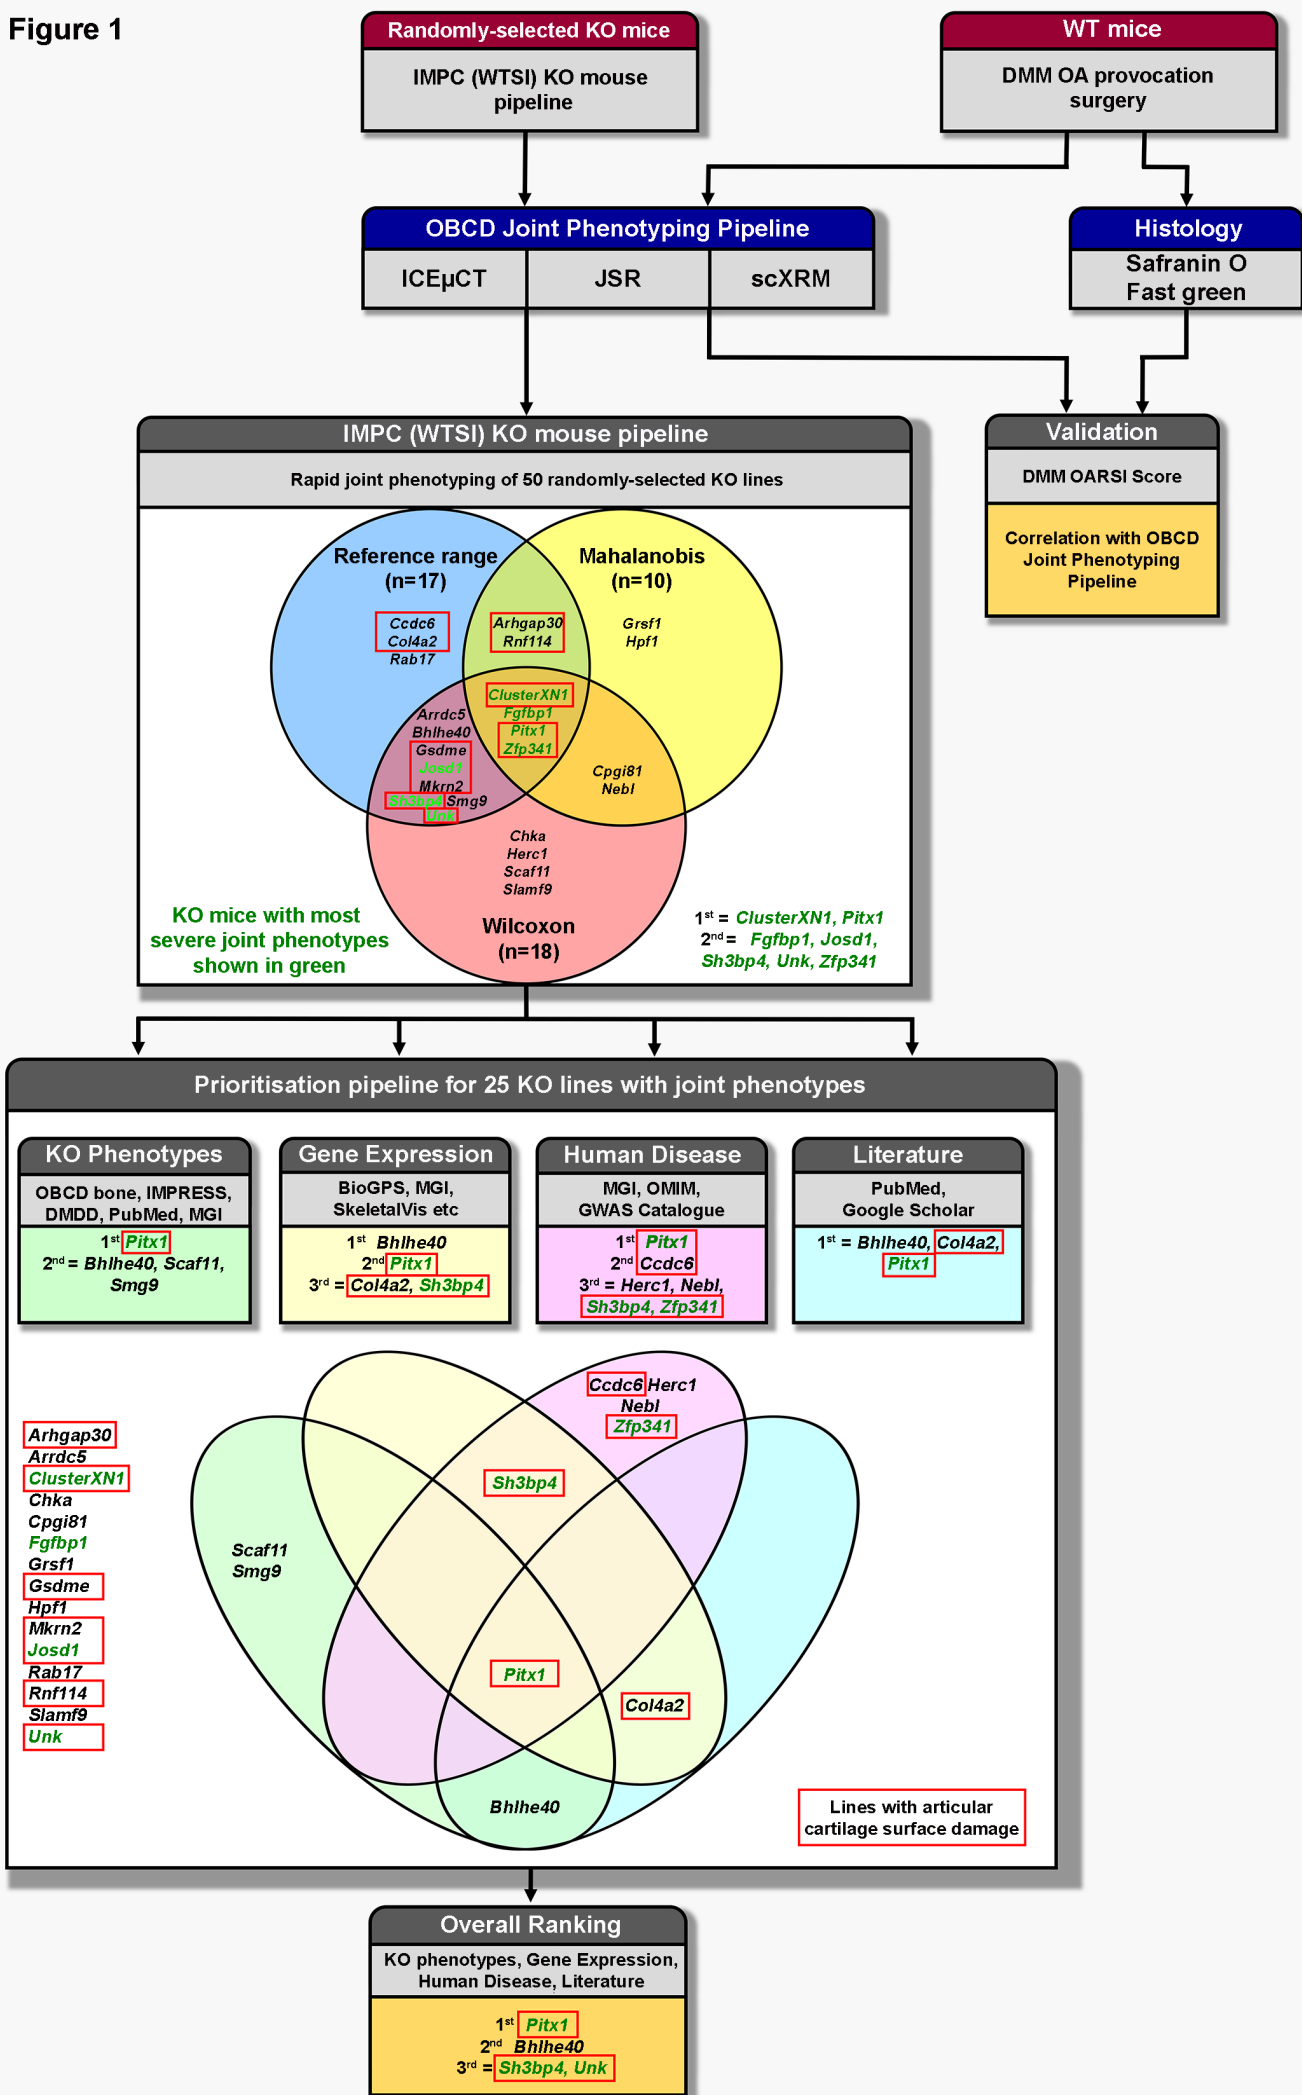 Figure 1
Randomly-selected KO mice
IMPC (WTSI) KO mouse
pipeline
WT mice
DMM OA provocation
surgery
OBCD Joint Phenotyping Pipeline
ICEµCT
JSR
scXRM
Histology
Safranin O
Fast green
IMPC (WTSI) KO mouse pipeline
Rapid joint phenotyping of 50 randomly-selected KO lines
Validation
DMM OARSI Score
Correlation with OBCD
Joint Phenotyping
Pipeline
Reference range
(n=17)
Mahalanobis
(n=10)
Ccdc6
Col4a2
Rab17
Arhgap30
Rnf114
Grsf1
Hpf1
ClusterXN1
Fgfbp1
Pitx1
Zfp341
Arrdc5
Bhlhe40
Gsdme
Josd1
Mkrn2
Sh3bp4 Smg9
Unk
Cpgi81
Nebl
Chka
Herc1
Scaf11
Slamf9
Wilcoxon
(n=18)
KO mice with most
severe joint phenotypes
shown in green
1st = ClusterXN1, Pitx1
2nd = Fgfbp1, Josd1,
Sh3bp4, Unk, Zfp341
Prioritisation pipeline for 25 KO lines with joint phenotypes
KO Phenotypes
OBCD bone, IMPRESS,
DMDD, PubMed, MGI
1st Pitx1
2nd = Bhlhe40, Scaf11,
Smg9
Gene Expression
BioGPS, MGI,
SkeletalVis etc
1st Bhlhe40
2nd Pitx1
3rd = Col4a2, Sh3bp4
Human Disease
MGI, OMIM,
GWAS Catalogue
1st Pitx1
2nd Ccdc6
3rd = Herc1, Nebl,
Sh3bp4, Zfp341
Literature
PubMed,
Google Scholar
1st = Bhlhe40, Col4a2,
Pitx1
Arhgap30
Arrdc5
ClusterXN1
Chka
Cpgi81
Fgfbp1
Grsf1
Gsdme
Hpf1
Mkrn2
Josd1
Rab17
Rnf114
Slamf9
Unk
Ccdc6 Herc1
Nebl
Zfp341
Sh3bp4
Scaf11
Smg9
Pitx1
Col4a2
Bhlhe40
Lines with articular
cartilage surface damage
Overall Ranking
KO phenotypes, Gene Expression,
Human Disease, Literature
1st Pitx1
2nd Bhlhe40
3rd = Sh3bp4, Unk